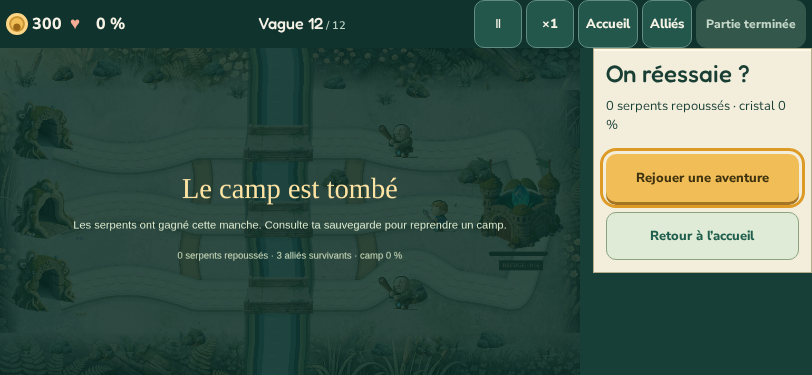 300 ♥ 0 %
Vague 12 / 12
II
×1
Accueil
Alliés
Partie terminée
On réessaie ?
0 serpents repoussés · cristal 0
%
Rejouer une aventure
Retour à l'accueil
Le camp est tombé
Les serpents ont gagné cette manche. Consulte ta sauvegarde pour reprendre un camp.
0 serpents repoussés · 3 alliés survivants · camp 0 %